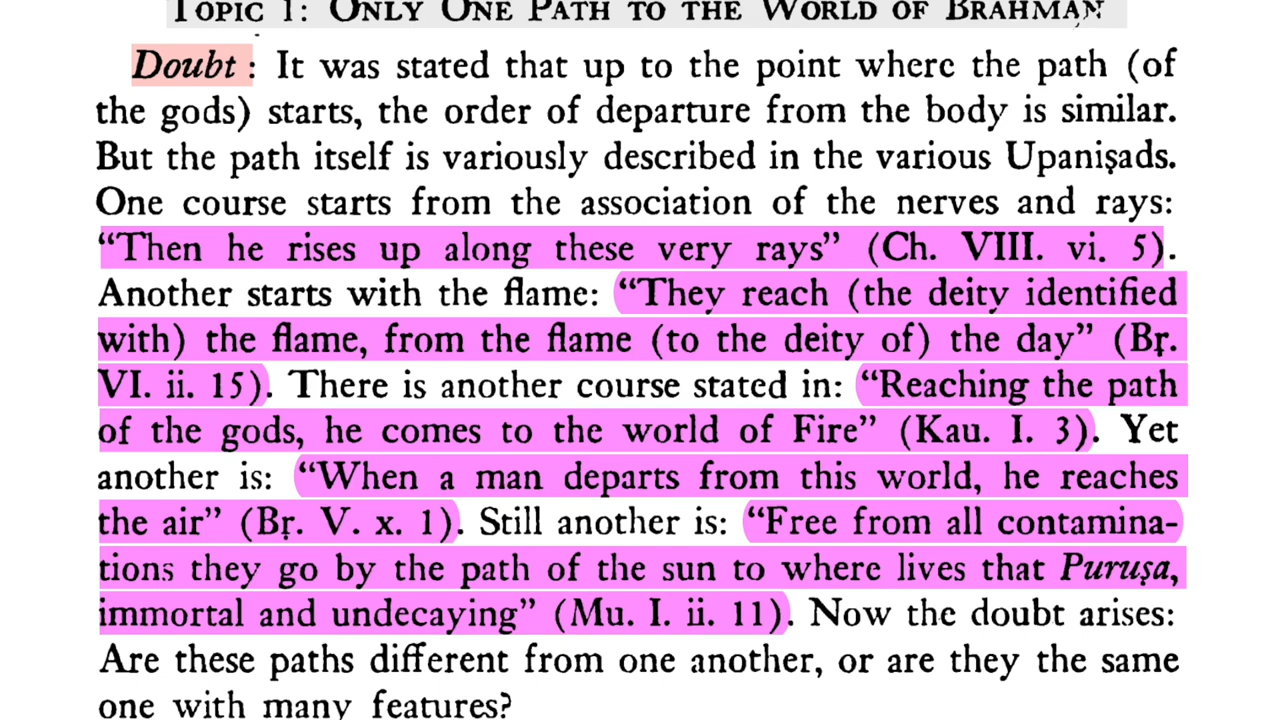 TOPIC 1: ONLY ONE PATH TO THE WORLD OF BRAHMAN
Doubt : It was stated that up to the point where the path (of
the gods) starts, the order of departure from the body is similar.
But the path itself is variously described in the various Upaniṣads.
One course starts from the association of the nerves and rays:
“Then he rises up along these very rays” (Ch. VIII. vi. 5).
Another starts with the flame: “They reach (the deity identified
with) the flame, from the flame (to the deity of) the day” (Bṛ.
VI. ii. 15). There is another course stated in: “Reaching the path
of the gods, he comes to the world of Fire” (Kau. I. 3). Yet
another is: “When a man departs from this world, he reaches
the air” (Bṛ. V. x. 1). Still another is: “Free from all contamina-
tions they go by the path of the sun to where lives that Puruṣa,
immortal and undecaying” (Mu. I. ii. 11). Now the doubt arises:
Are these paths different from one another, or are they the same
one with many features?